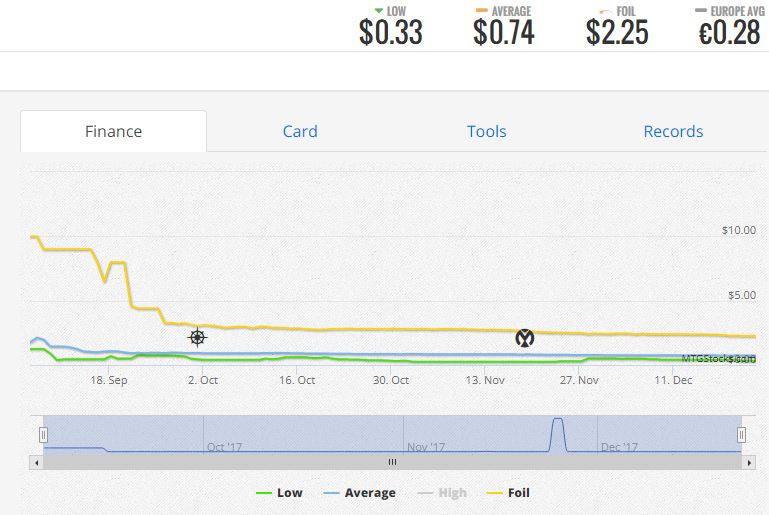 LOW AVERAGE FOIL EUROPE AVG
$0.33 $0.74 $2.25 €0.28
Finance Card Tools Records
$10.00
$5.00
MTGStocks.com
18. Sep 2. Oct 16. Oct 30. Oct 13. Nov 27. Nov 11. Dec
Oct '17 Nov '17 Dec '17
Low Average High Foil